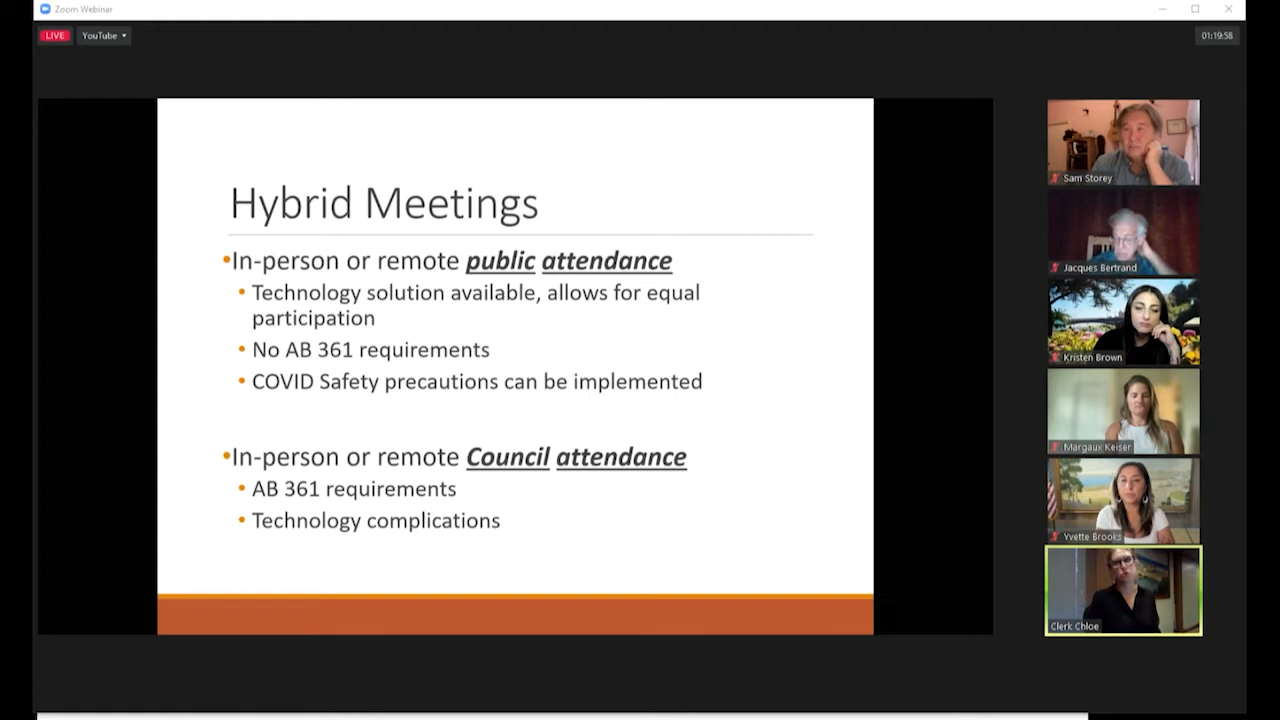 Zoom Webinar
LIVE
YouTube
01:19:58
Hybrid Meetings
•In-person or remote public attendance
• Technology solution available, allows for equal
participation
• No AB 361 requirements
• COVID Safety precautions can be implemented
•In-person or remote Council attendance
• AB 361 requirements
• Technology complications
Sam Storey
Jacques Bertrand
Kristen Brown
Margaux Keiser
Yvette Brooks
Clerk Chloe